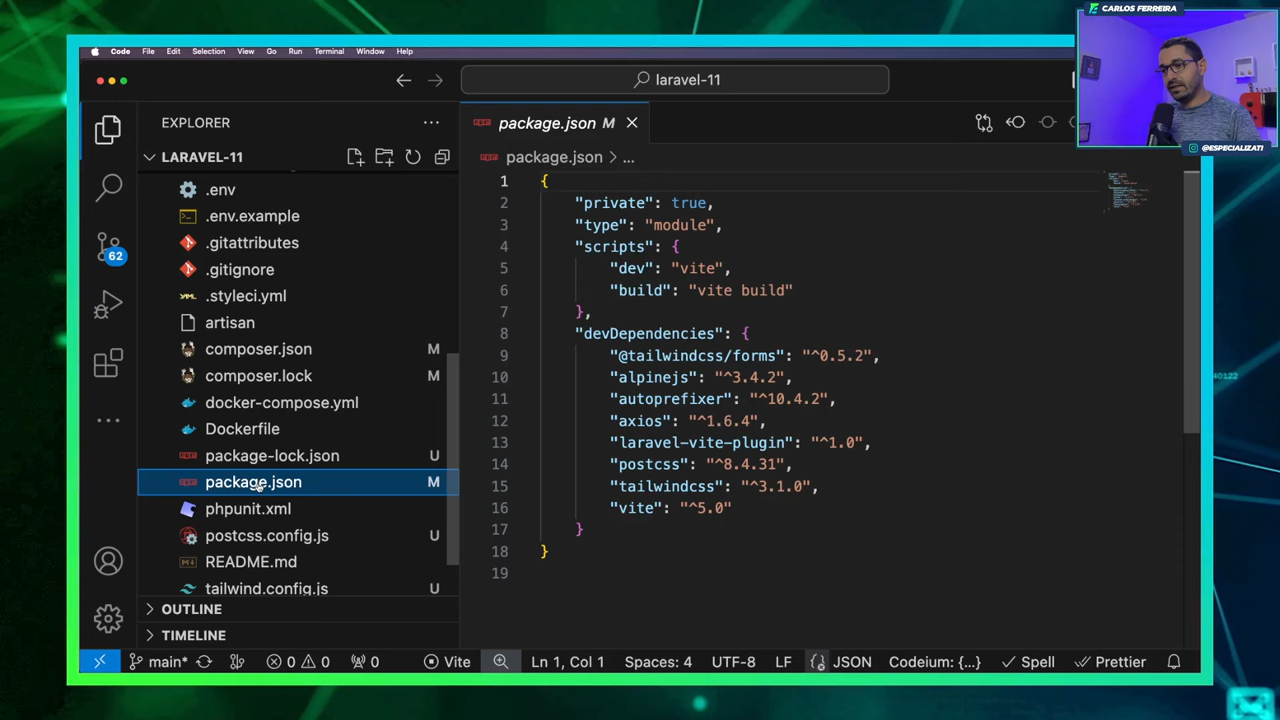 CARLOS FERREIRA
@ESPECIALIZATI
Code File Edit Selection View Go Run Terminal Window Help
laravel-11
EXPLORER
LARAVEL-11
.env
.env.example
.gitattributes
.gitignore
.styleci.yml
artisan
composer.json M
composer.lock M
docker-compose.yml
Dockerfile
package-lock.json U
package.json M
phpunit.xml
postcss.config.js U
README.md
tailwind.config.js U
OUTLINE
TIMELINE
62
package.json M
package.json > ...
1 {
2 "private": true,
3 "type": "module",
4 "scripts": {
5 "dev": "vite",
6 "build": "vite build"
7 },
8 "devDependencies": {
9 "@tailwindcss/forms": "^0.5.2",
10 "alpinejs": "^3.4.2",
11 "autoprefixer": "^10.4.2",
12 "axios": "^1.6.4",
13 "laravel-vite-plugin": "^1.0",
14 "postcss": "^8.4.31",
15 "tailwindcss": "^3.1.0",
16 "vite": "^5.0"
17 }
18 }
19
main* 0 0 0 Vite Ln 1, Col 1 Spaces: 4 UTF-8 LF JSON Codeium: {...} Spell Prettier
40122